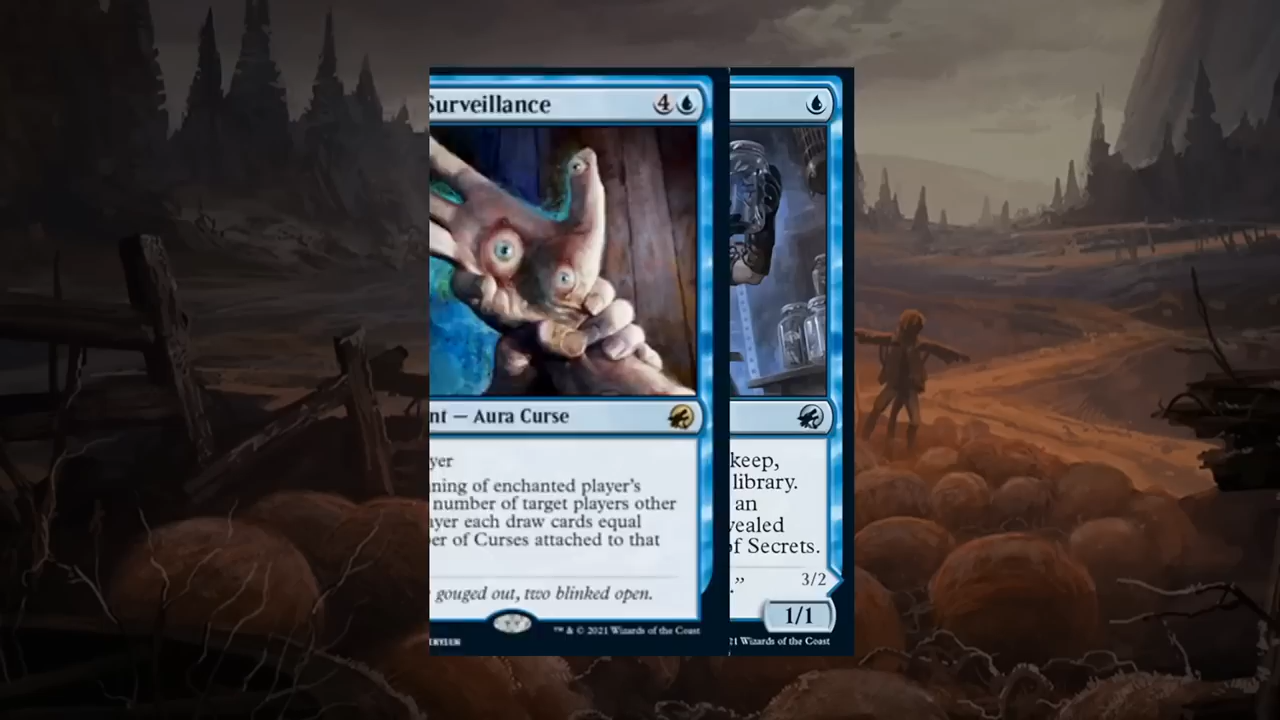 Surveillance 4
nt — Aura Curse
yer
ning of enchanted player's
number of target players other
ayer each draw cards equal
er of Curses attached to that
gouged out, two blinked open.
™ & © 2021 Wizards of the Coast
keep,
library.
an
vealed
of Secrets.
."
3/2
1/1
21 Wizards of the Coast